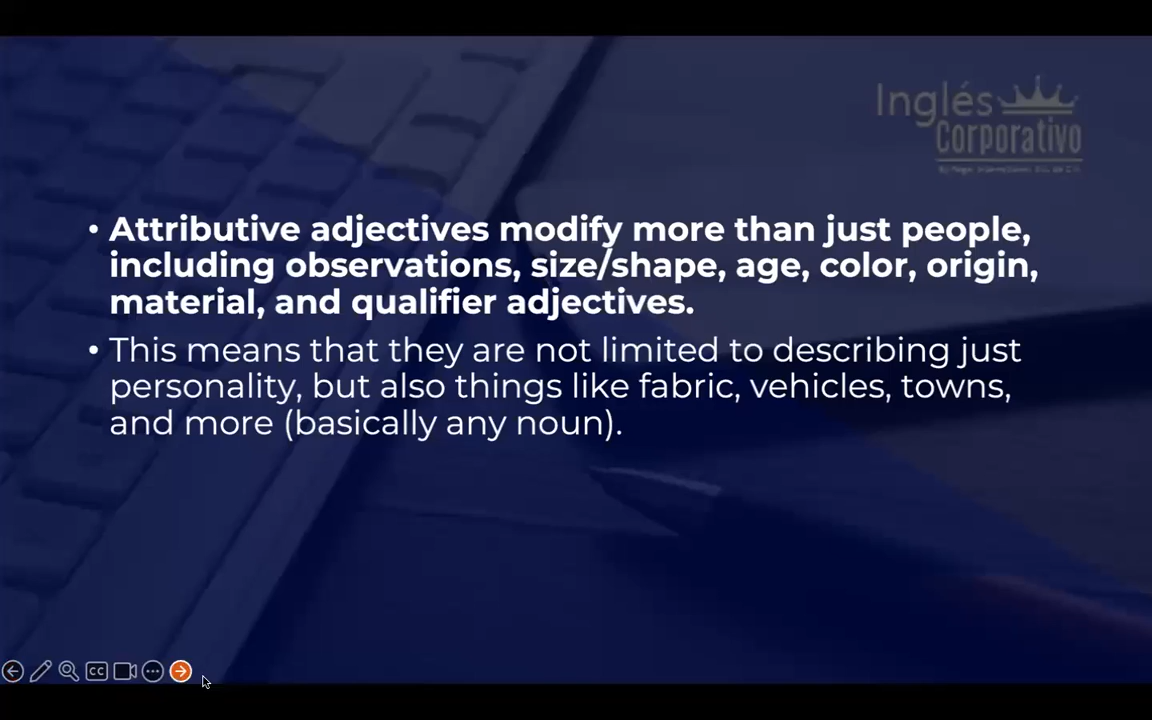 Inglés
Corporativo
• Attributive adjectives modify more than just people,
including observations, size/shape, age, color, origin,
material, and qualifier adjectives.
• This means that they are not limited to describing just
personality, but also things like fabric, vehicles, towns,
and more (basically any noun).
CC